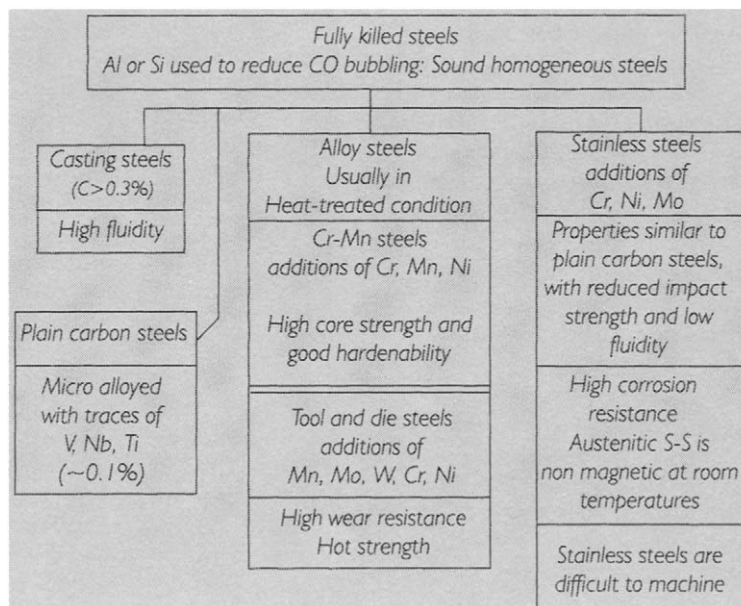 Fully killed steels
Al or Si used to reduce CO bubbling: Sound homogeneous steels
Casting steels
(C>0.3%)
High fluidity
Plain carbon steels
Micro alloyed
with traces of
V, Nb, Ti
(~0.1%)
Alloy steels
Usually in
Heat-treated condition
Cr-Mn steels
additions of Cr, Mn, Ni
High core strength and
good hardenability
Tool and die steels
additions of
Mn, Mo, W, Cr, Ni
High wear resistance
Hot strength
Stainless steels
additions of
Cr, Ni, Mo
Properties similar to
plain carbon steels,
with reduced impact
strength and low
fluidity
High corrosion
resistance
Austenitic S-S is
non magnetic at room
temperatures
Stainless steels are
difficult to machine